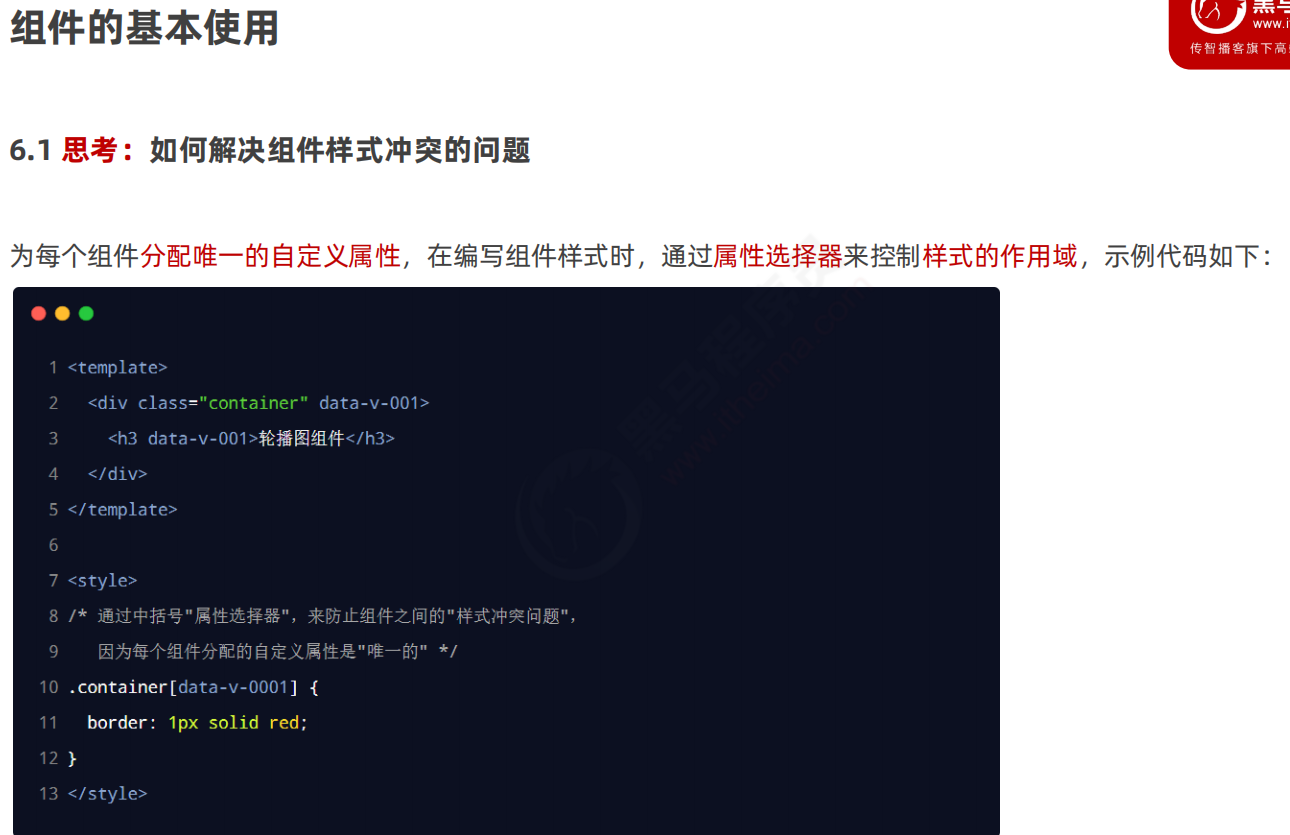 组件的基本使用
www.i
传智播客旗下高
6.1 思考：如何解决组件样式冲突的问题
为每个组件分配唯一的自定义属性，在编写组件样式时，通过属性选择器来控制样式的作用域，示例代码如下：
1 <template>
2   <div class="container" data-v-001>
3     <h3 data-v-001>轮播图组件</h3>
4   </div>
5 </template>
6
7 <style>
8 /* 通过中括号"属性选择器"，来防止组件之间的"样式冲突问题"，
9    因为每个组件分配的自定义属性是"唯一的" */
10 .container[data-v-0001] {
11   border: 1px solid red;
12 }
13 </style>